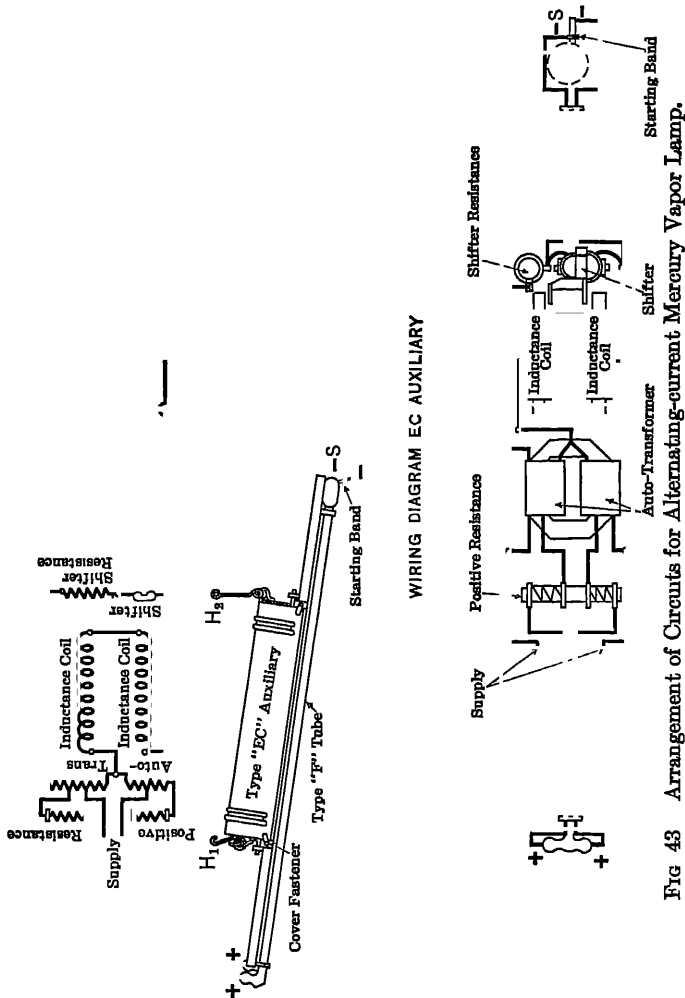 Resistance
Positive
Supply
Auto-
Trans
Inductance Coil
Inductance Coil
Shifter
Shifter
Resistance
+
+
H1
H2
Cover Fastener
Type "EC" Auxiliary
Type "F" Tube
Starting Band
-S
-
WIRING DIAGRAM EC AUXILIARY
+
+
Supply
Positive Resistance
Auto-Transformer
Inductance
Coil
Inductance
Coil
Shifter Resistance
Shifter
-S
-
Starting Band
FIG 43 Arrangement of Circuits for Alternating-current Mercury Vapor Lamp.